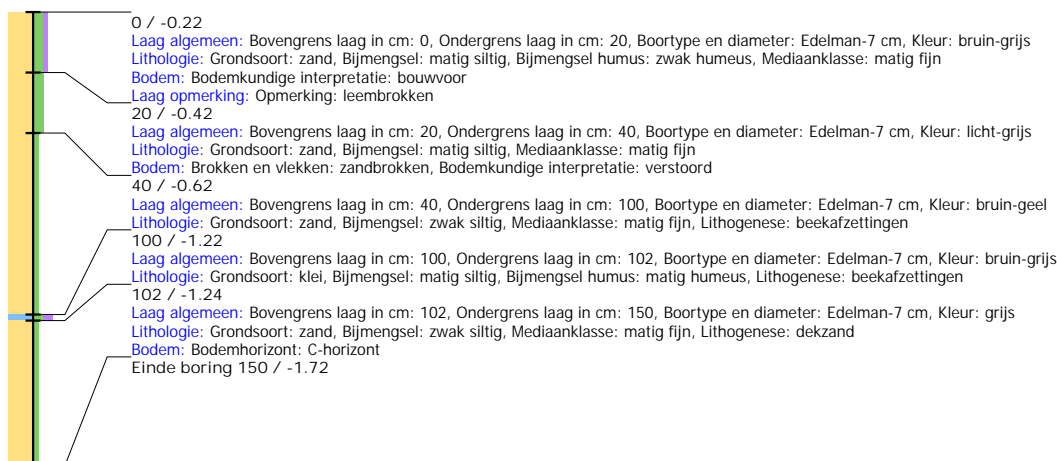 0 / -0.22
Laag algemeen: Bovengrens laag in cm: 0, Ondergrens laag in cm: 20, Boortype en diameter: Edelman-7 cm, Kleur: bruin-grijs
Lithologie: Grondsoort: zand, Bijmengsel: matig siltig, Bijmengsel humus: zwak humeus, Mediaanklasse: matig fijn
Bodem: Bodemkundige interpretatie: bouwvoor
Laag opmerking: Opmerking: leembrokken
20 / -0.42
Laag algemeen: Bovengrens laag in cm: 20, Ondergrens laag in cm: 40, Boortype en diameter: Edelman-7 cm, Kleur: licht-grijs
Lithologie: Grondsoort: zand, Bijmengsel: matig siltig, Mediaanklasse: matig fijn
Bodem: Brokken en vlekken: zandbrokken, Bodemkundige interpretatie: verstoord
40 / -0.62
Laag algemeen: Bovengrens laag in cm: 40, Ondergrens laag in cm: 100, Boortype en diameter: Edelman-7 cm, Kleur: bruin-geel
Lithologie: Grondsoort: zand, Bijmengsel: zwak siltig, Mediaanklasse: matig fijn, Lithogenese: beekafzettingen
100 / -1.22
Laag algemeen: Bovengrens laag in cm: 100, Ondergrens laag in cm: 102, Boortype en diameter: Edelman-7 cm, Kleur: bruin-grijs
Lithologie: Grondsoort: klei, Bijmengsel: matig siltig, Bijmengsel humus: matig humeus, Lithogenese: beekafzettingen
102 / -1.24
Laag algemeen: Bovengrens laag in cm: 102, Ondergrens laag in cm: 150, Boortype en diameter: Edelman-7 cm, Kleur: grijs
Lithologie: Grondsoort: zand, Bijmengsel: zwak siltig, Mediaanklasse: matig fijn, Lithogenese: dekzand
Bodem: Bodemhorizont: C-horizont
Einde boring 150 / -1.72